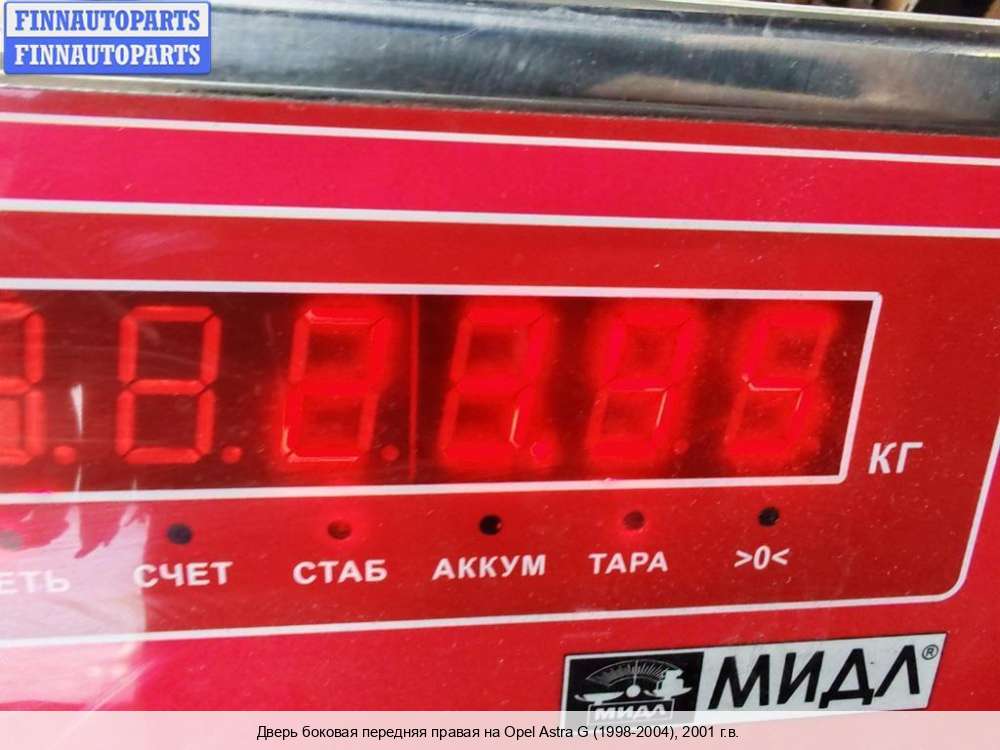 FINNAUTOPARTS
FINNAUTOPARTS
КГ
СЧЕТ СТАБ АККУМ ТАРА >0<
МИДЛ®
МИДЛ
Дверь боковая передняя правая на Opel Astra G (1998-2004), 2001 г.в.